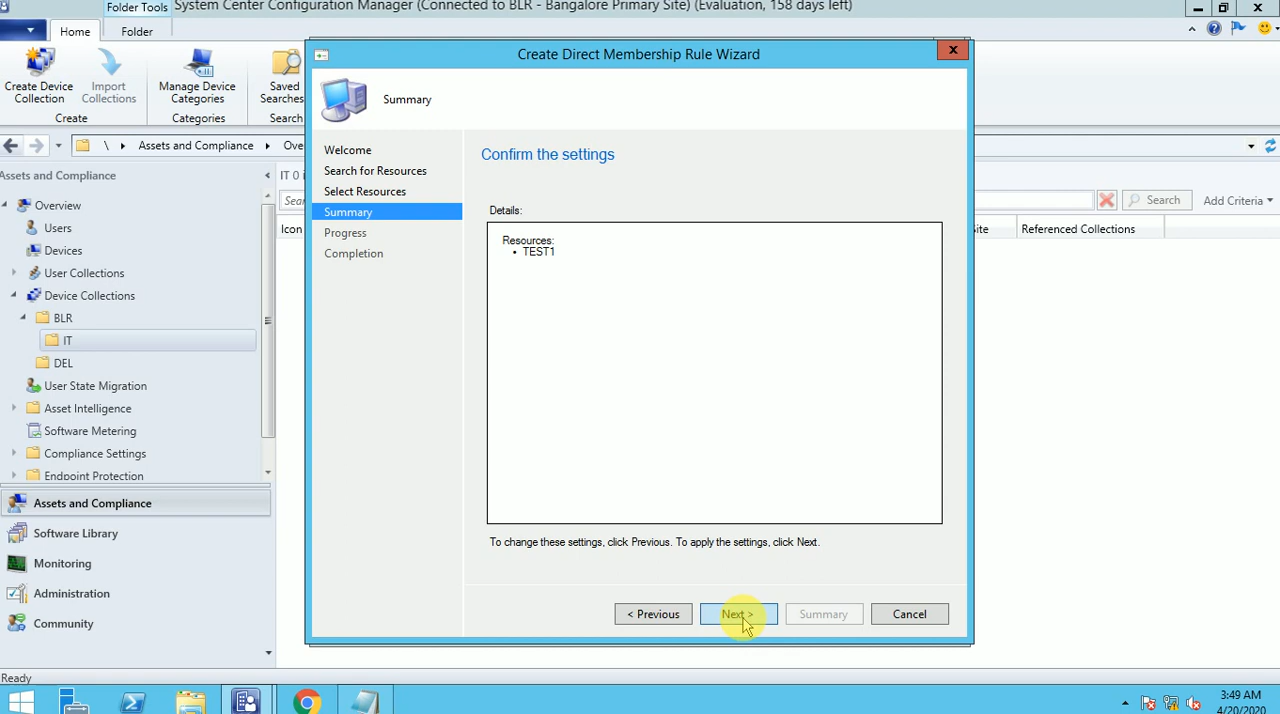 Folder Tools
System Center Configuration Manager (Connected to BLR - Bangalore Primary Site) (Evaluation, 158 days left)
Home
Folder
Create Device
Collection
Import
Collections
Manage Device
Categories
Saved
Searches
Create
Categories
Search
\
Assets and Compliance
Ove
Assets and Compliance
Overview
Users
Devices
User Collections
Device Collections
BLR
IT
DEL
User State Migration
Asset Intelligence
Software Metering
Compliance Settings
Endpoint Protection
Assets and Compliance
Software Library
Monitoring
Administration
Community
IT 0 i
Sear
Search
Add Criteria
Icon
ite
Referenced Collections
Create Direct Membership Rule Wizard
Summary
Welcome
Search for Resources
Select Resources
Summary
Progress
Completion
Confirm the settings
Details:
Resources:
• TEST1
To change these settings, click Previous. To apply the settings, click Next.
< Previous
Next >
Summary
Cancel
Ready
3:49 AM
4/20/2020